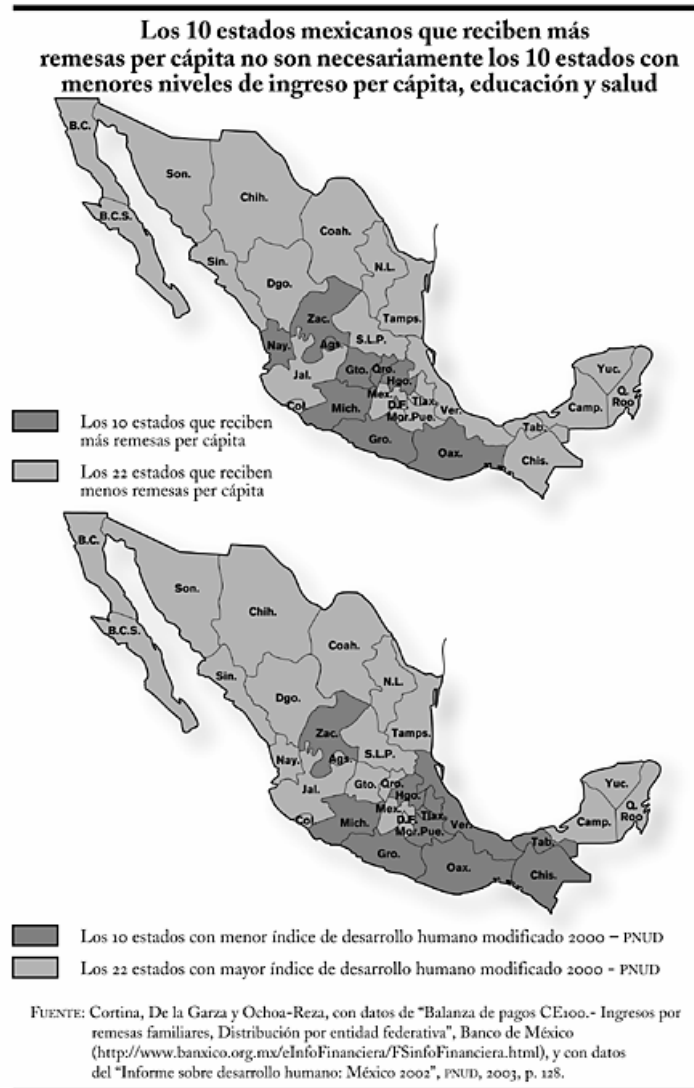 Los 10 estados mexicanos que reciben más
remesas per cápita no son necesariamente los 10 estados con
menores niveles de ingreso per cápita, educación y salud
B.C.
Son.
Chih.
B.C.S.
Coah.
Sin.
N.L.
Dgo.
Zac.
Tamps.
Nay.
Ags.
S.L.P.
Jal.
Gto.
Qro.
Hgo.
Yuc.
Q.
Roo
Col.
Mich.
Mex.
D.F.
Tlax.
Mor.
Pue.
Ver.
Camp.
Tab.
Gro.
Oax.
Chis.
Los 10 estados que reciben
más remesas per cápita
Los 22 estados que reciben
menos remesas per cápita
B.C.
Son.
Chih.
B.C.S.
Coah.
Sin.
N.L.
Dgo.
Zac.
Tamps.
Nay.
Ags.
S.L.P.
Jal.
Gto.
Qro.
Hgo.
Yuc.
Q.
Roo
Col.
Mich.
Mex.
D.F.
Tlax.
Mor.
Pue.
Ver.
Camp.
Tab.
Gro.
Oax.
Chis.
Los 10 estados con menor índice de desarrollo humano modificado 2000 – PNUD
Los 22 estados con mayor índice de desarrollo humano modificado 2000 - PNUD
FUENTE: Cortina, De la Garza y Ochoa-Reza, con datos de “Balanza de pagos CE100.- Ingresos por
remesas familiares, Distribución por entidad federativa”, Banco de México
(http://www.banxico.org.mx/eInfoFinanciera/FSinfoFinanciera.html), y con datos
del “Informe sobre desarrollo humano: México 2002”, PNUD, 2003, p. 128.